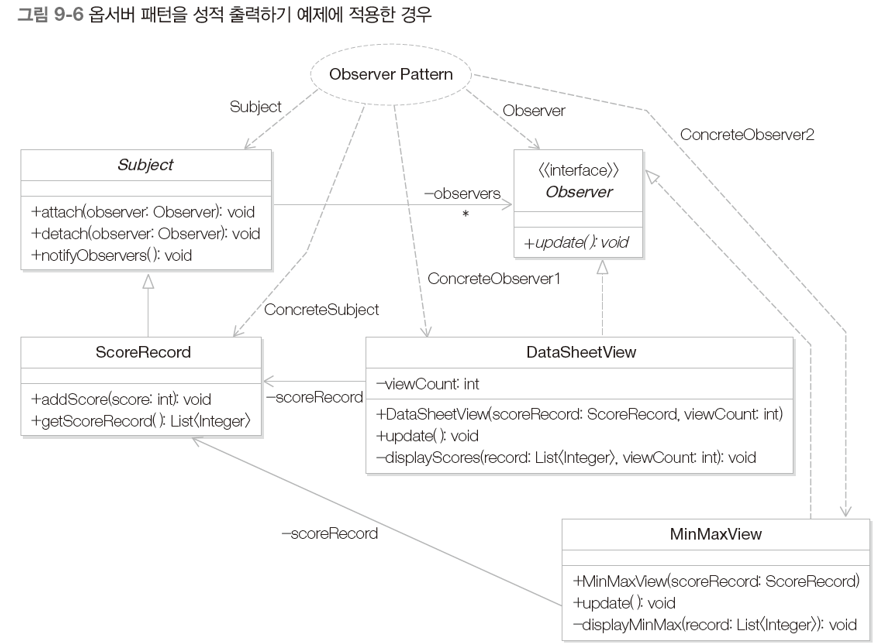 그림 9-6 옵서버 패턴을 성적 출력하기 예제에 적용한 경우
Observer Pattern
Subject
Observer
ConcreteObserver2
Subject
+attach(observer: Observer): void
+detach(observer: Observer): void
+notifyObservers(): void
-observers
*
《interface》
Observer
+update(): void
ConcreteSubject
ConcreteObserver1
ScoreRecord
+addScore(score: int): void
+getScoreRecord(): List〈Integer〉
-scoreRecord
DataSheetView
-viewCount: int
+DataSheetView(scoreRecord: ScoreRecord, viewCount: int)
+update(): void
-displayScores(record: List〈Integer〉, viewCount: int): void
-scoreRecord
MinMaxView
+MinMaxView(scoreRecord: ScoreRecord)
+update(): void
-displayMinMax(record: List〈Integer〉): void